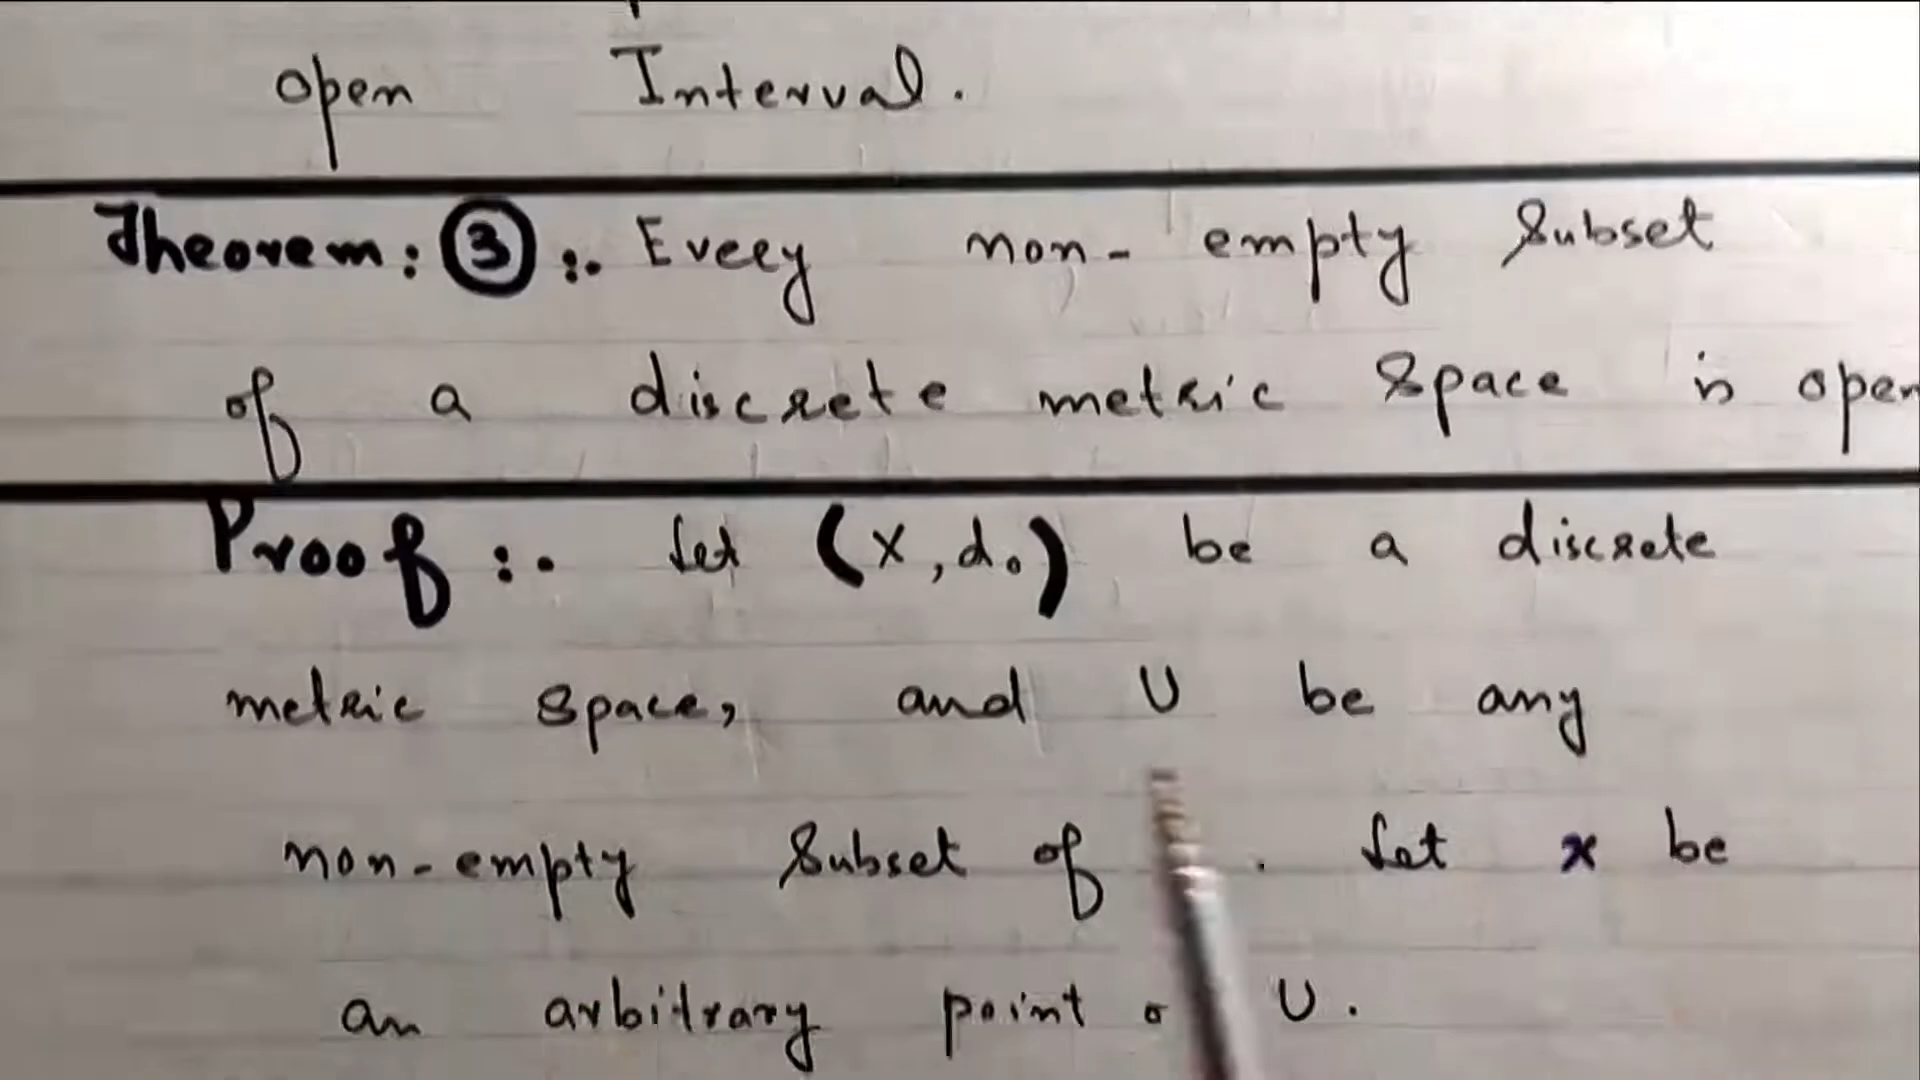 open Interval.
Theorem: ③ :. Eveey non-empty Subset
of a discrete metric space is open
Proof :. Let (X, d₀) be a discrete
metric space, and U be any
non-empty Subset of . Let x be
an arbitrary point U.